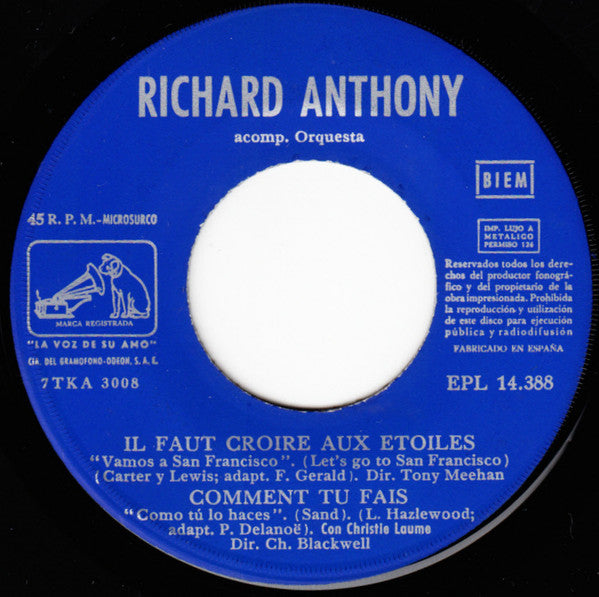 RICHARD ANTHONY
acomp. Orquesta
BIEM
45 R. P. M.-MICROSURCO
IMP. LUJO A
METALICO
PERMISO 126
MARCA REGISTRADA
"LA VOZ DE SU AMO"
CIA. DEL GRAMOFONO-ODEON, S. A. E.
7TKA 3008
Reservados todos los dere-
chos del productor fonográ-
fico y del propietario de la
obra impresionada. Prohibida
la reproducción y utilización
de este disco para ejecución
pública y radiodifusión
FABRICADO EN ESPAÑA
EPL 14.388
IL FAUT CROIRE AUX ETOILES
"Vamos a San Francisco". (Let's go to San Francisco)
(Carter y Lewis; adapt. F. Gerald). Dir. Tony Meehan
COMMENT TU FAIS
"Como tú lo haces". (Sand). (L. Hazlewood;
adapt. P. Delanoë). Con Christie Laume
Dir. Ch. Blackwell